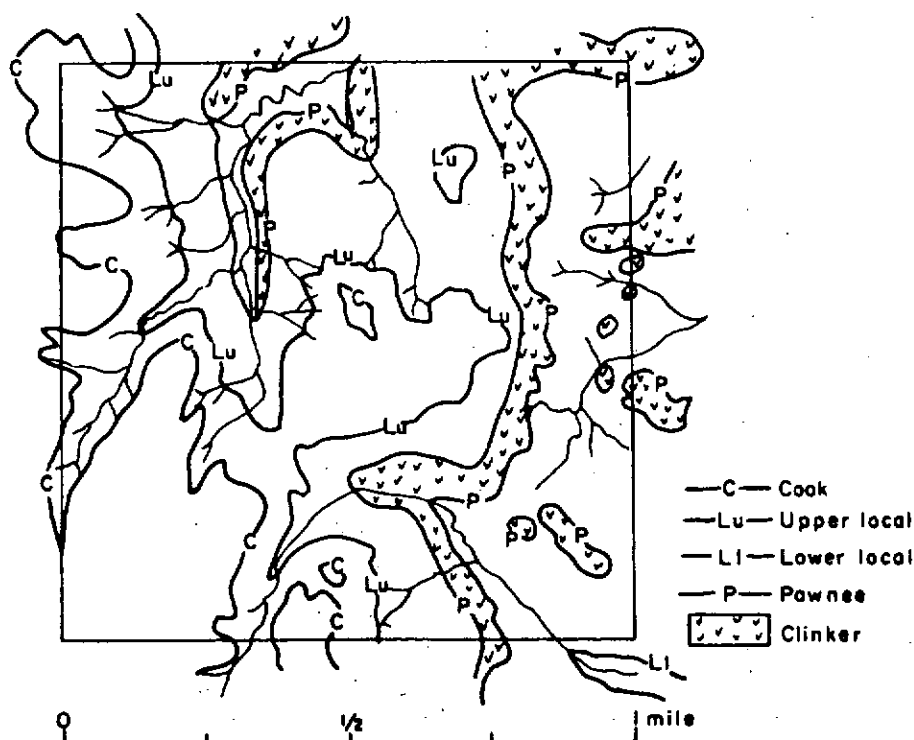 C
Lu
P
P
P
Lu
P
P
P
C
Lu
C
Lu
P
C
Lu
P
Lu
C
P
C
P
P
C
Lu
P
C
Ll
—C— Cook
—Lu— Upper local
—Ll— Lower local
—P— Pawnee
Clinker
0 1/2 1 mile